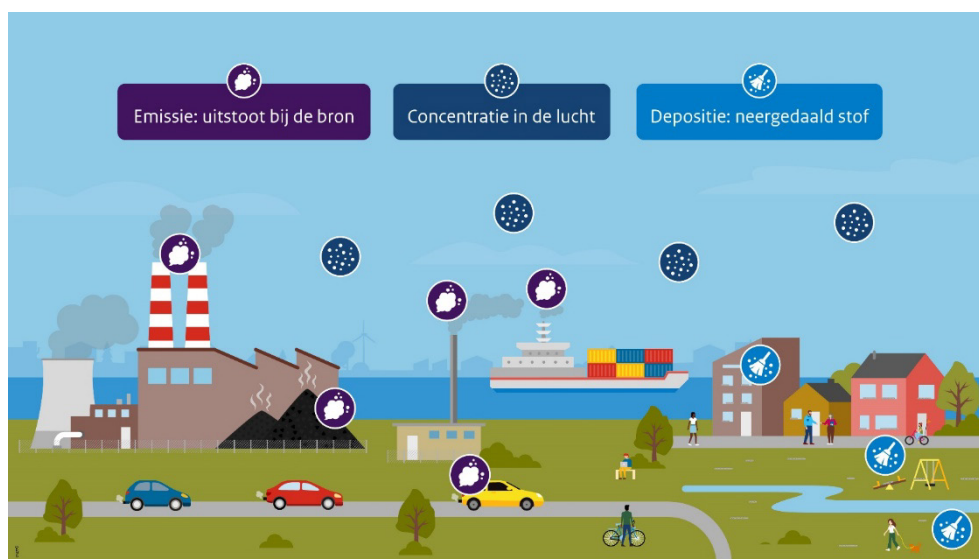 Emissie: uitstoot bij de bron
Concentratie in de lucht
Depositie: neergedaald stof